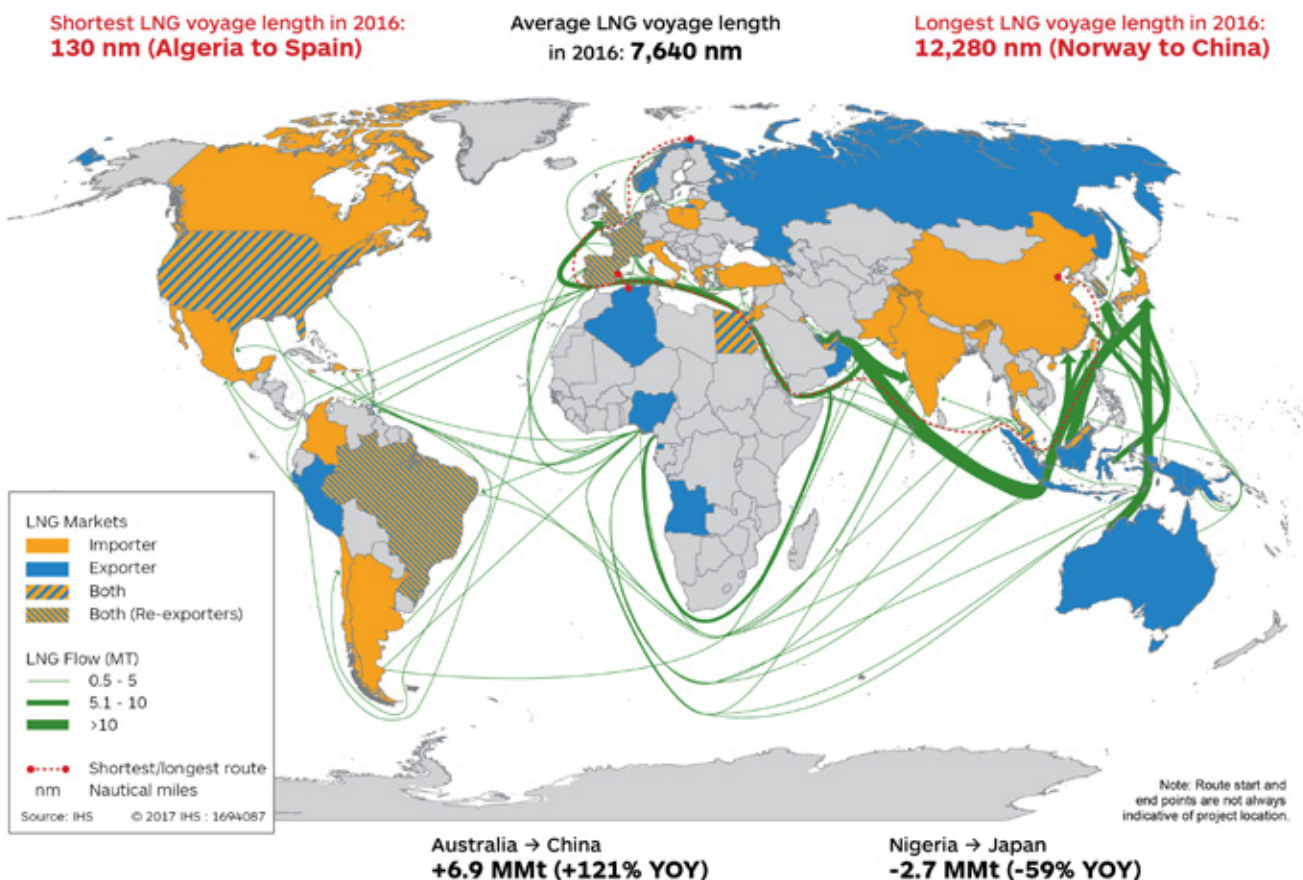 Shortest LNG voyage length in 2016:
130 nm (Algeria to Spain)
Average LNG voyage length
in 2016: 7,640 nm
Longest LNG voyage length in 2016:
12,280 nm (Norway to China)
LNG Markets
Importer
Exporter
Both
Both (Re-exporters)
LNG Flow (MT)
0.5 - 5
5.1 - 10
>10
Shortest/longest route
nm Nautical miles
Source: IHS © 2017 IHS : 1694087
Note: Route start and
end points are not always
indicative of project location.
Australia → China
+6.9 MMt (+121% YOY)
Nigeria → Japan
-2.7 MMt (-59% YOY)